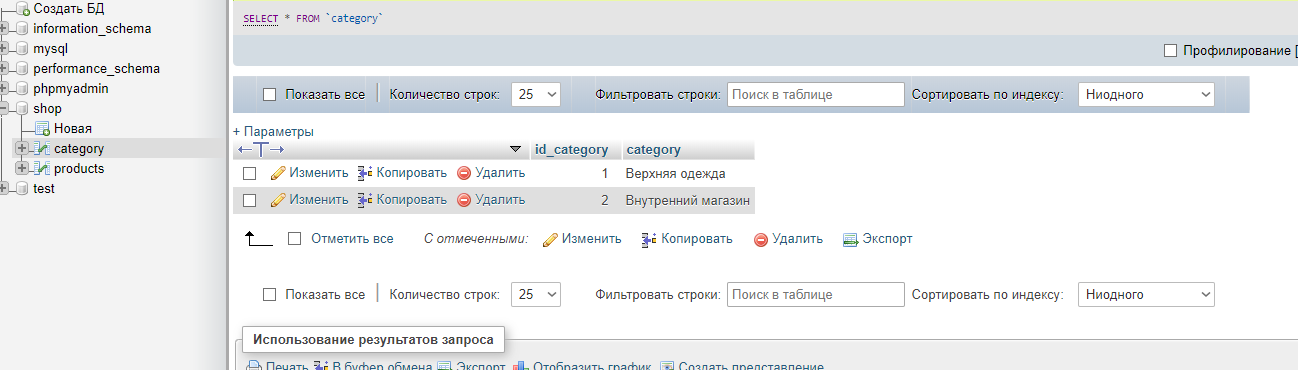 Создать БД
information_schema
mysql
performance_schema
phpmyadmin
shop
Новая
category
products
test
SELECT * FROM `category`
Профилирование [
Показать все Количество строк: 25 Фильтровать строки: Поиск в таблице Сортировать по индексу: Ниодного
+ Параметры
←T→ id_category category
Изменить Копировать Удалить 1 Верхняя одежда
Изменить Копировать Удалить 2 Внутренний магазин
Отметить все С отмеченными: Изменить Копировать Удалить Экспорт
Показать все Количество строк: 25 Фильтровать строки: Поиск в таблице Сортировать по индексу: Ниодного
Использование результатов запроса
Печать В буфер обмена Экспорт Отобразить график Создать представление